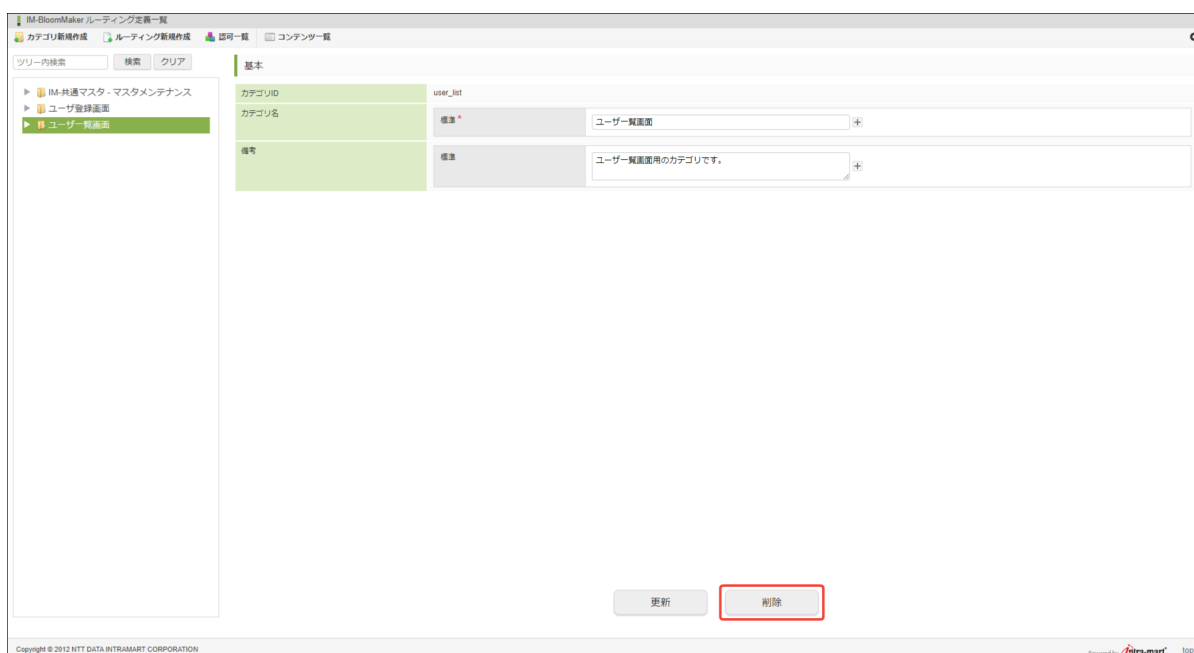 IM-BloomMaker ルーティング定義一覧
カテゴリ新規作成 ルーティング新規作成 認可一覧 コンテンツ一覧
ツリー内検索 検索 クリア
IM-共通マスタ - マスタメンテナンス
ユーザ登録画面
ユーザ一覧画面
基本
カテゴリID user_list
カテゴリ名 標準 * ユーザ一覧画面
備考 標準 ユーザ一覧画面用のカテゴリです。
更新 削除
Copyright © 2012 NTT DATA INTRAMART CORPORATION
Powered by intra-mart top